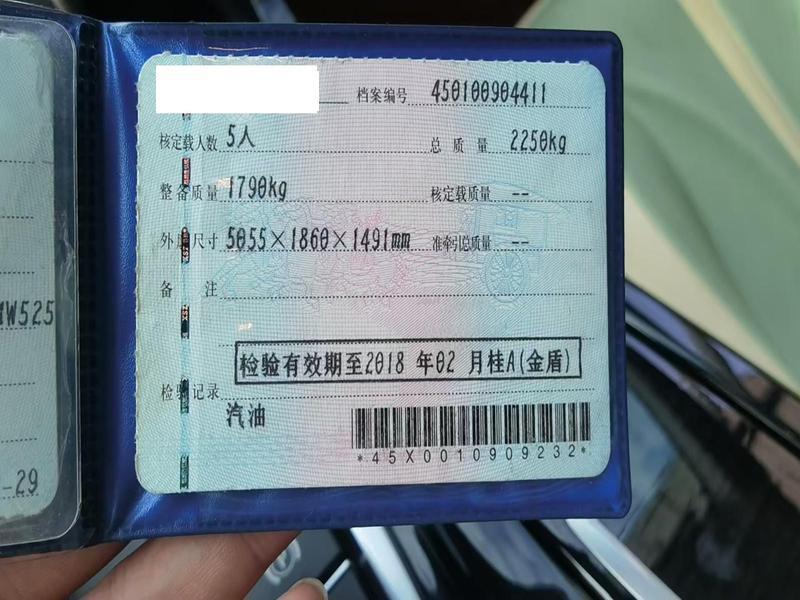 档案编号 450100904411
核定载人数 5人 总质量 2250kg
整备质量 1790kg 核定载质量 --
外廓尺寸 5055×1860×1491mm 准牵引总质量 --
备注
W525
检验有效期至2018 年02 月桂A(金盾)
检验记录
汽油
*45X0010909232*
-29